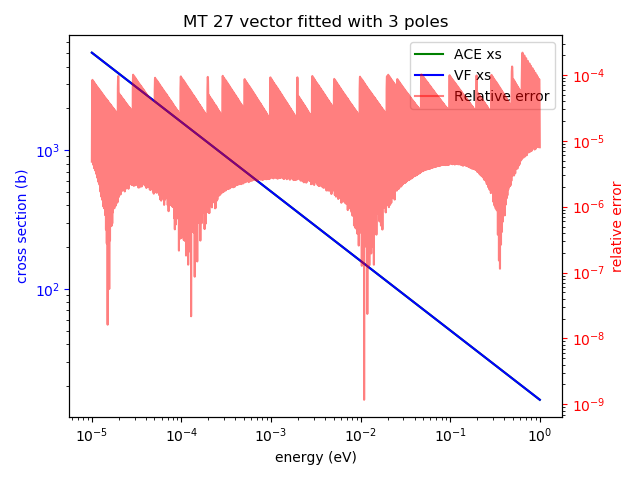 MT 27 vector fitted with 3 poles
ACE xs
VF xs
Relative error
cross section (b)
10³
10²
relative error
10⁻⁴
10⁻⁵
10⁻⁶
10⁻⁷
10⁻⁸
10⁻⁹
10⁻⁵ 10⁻⁴ 10⁻³ 10⁻² 10⁻¹ 10⁰
energy (eV)